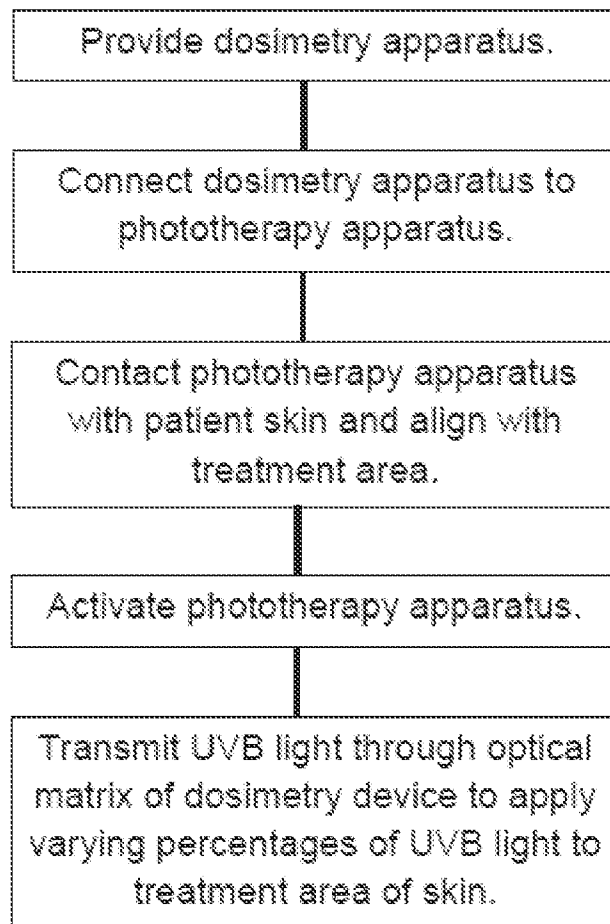 Provide dosimetry apparatus.
Connect dosimetry apparatus to
phototherapy apparatus.
Contact phototherapy apparatus
with patient skin and align with
treatment area.
Activate phototherapy apparatus.
Transmit UVB light through optical
matrix of dosimetry device to apply
varying percentages of UVB light to
treatment area of skin.